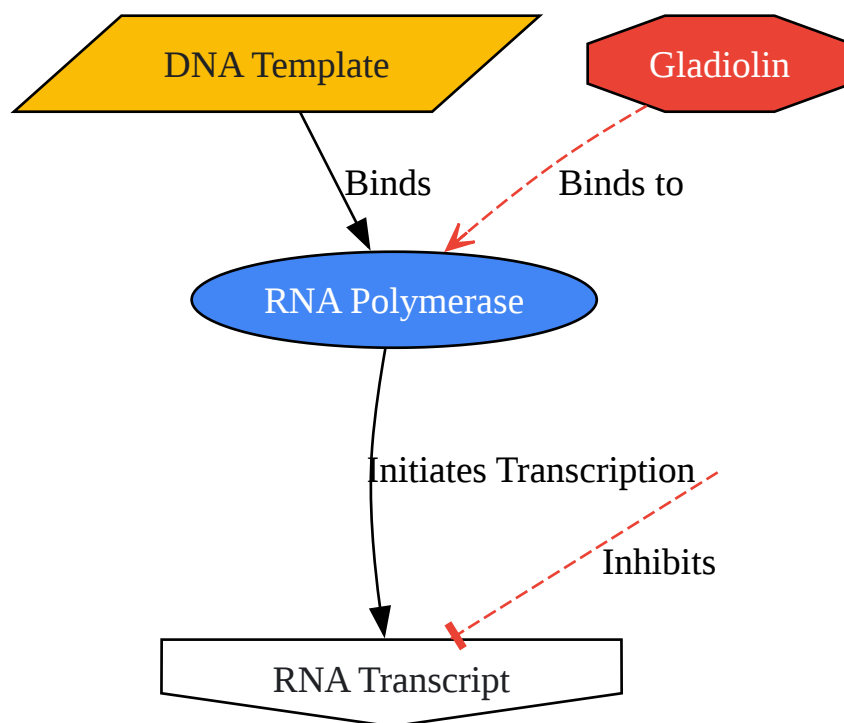 DNA Template
Gladiolin
Binds
Binds to
RNA Polymerase
Initiates Transcription
Inhibits
RNA Transcript